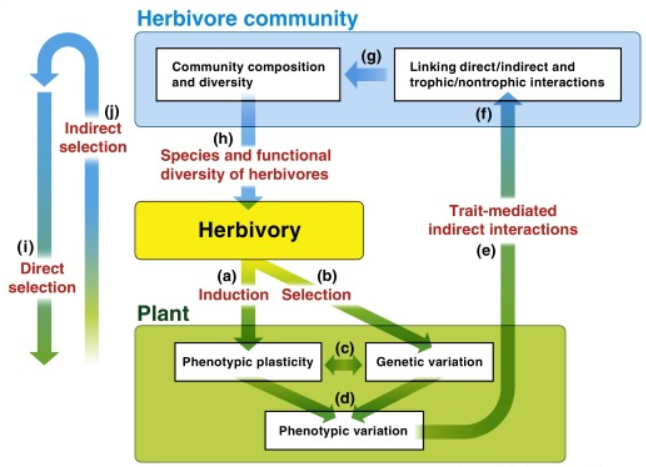 Herbivore community
Community composition
and diversity
(g)
Linking direct/indirect and
trophic/nontrophic interactions
(f)
(j)
Indirect
selection
(h)
Species and functional
diversity of herbivores
Herbivory
Trait-mediated
indirect interactions
(e)
(i)
Direct
selection
(a)
Induction
(b)
Selection
Plant
Phenotypic plasticity
(c)
Genetic variation
(d)
Phenotypic variation